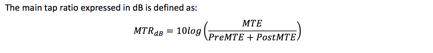 The main tap ratio expressed in dB is defined as:
MTR_dB = 10log(MTE / (PreMTE + PostMTE))